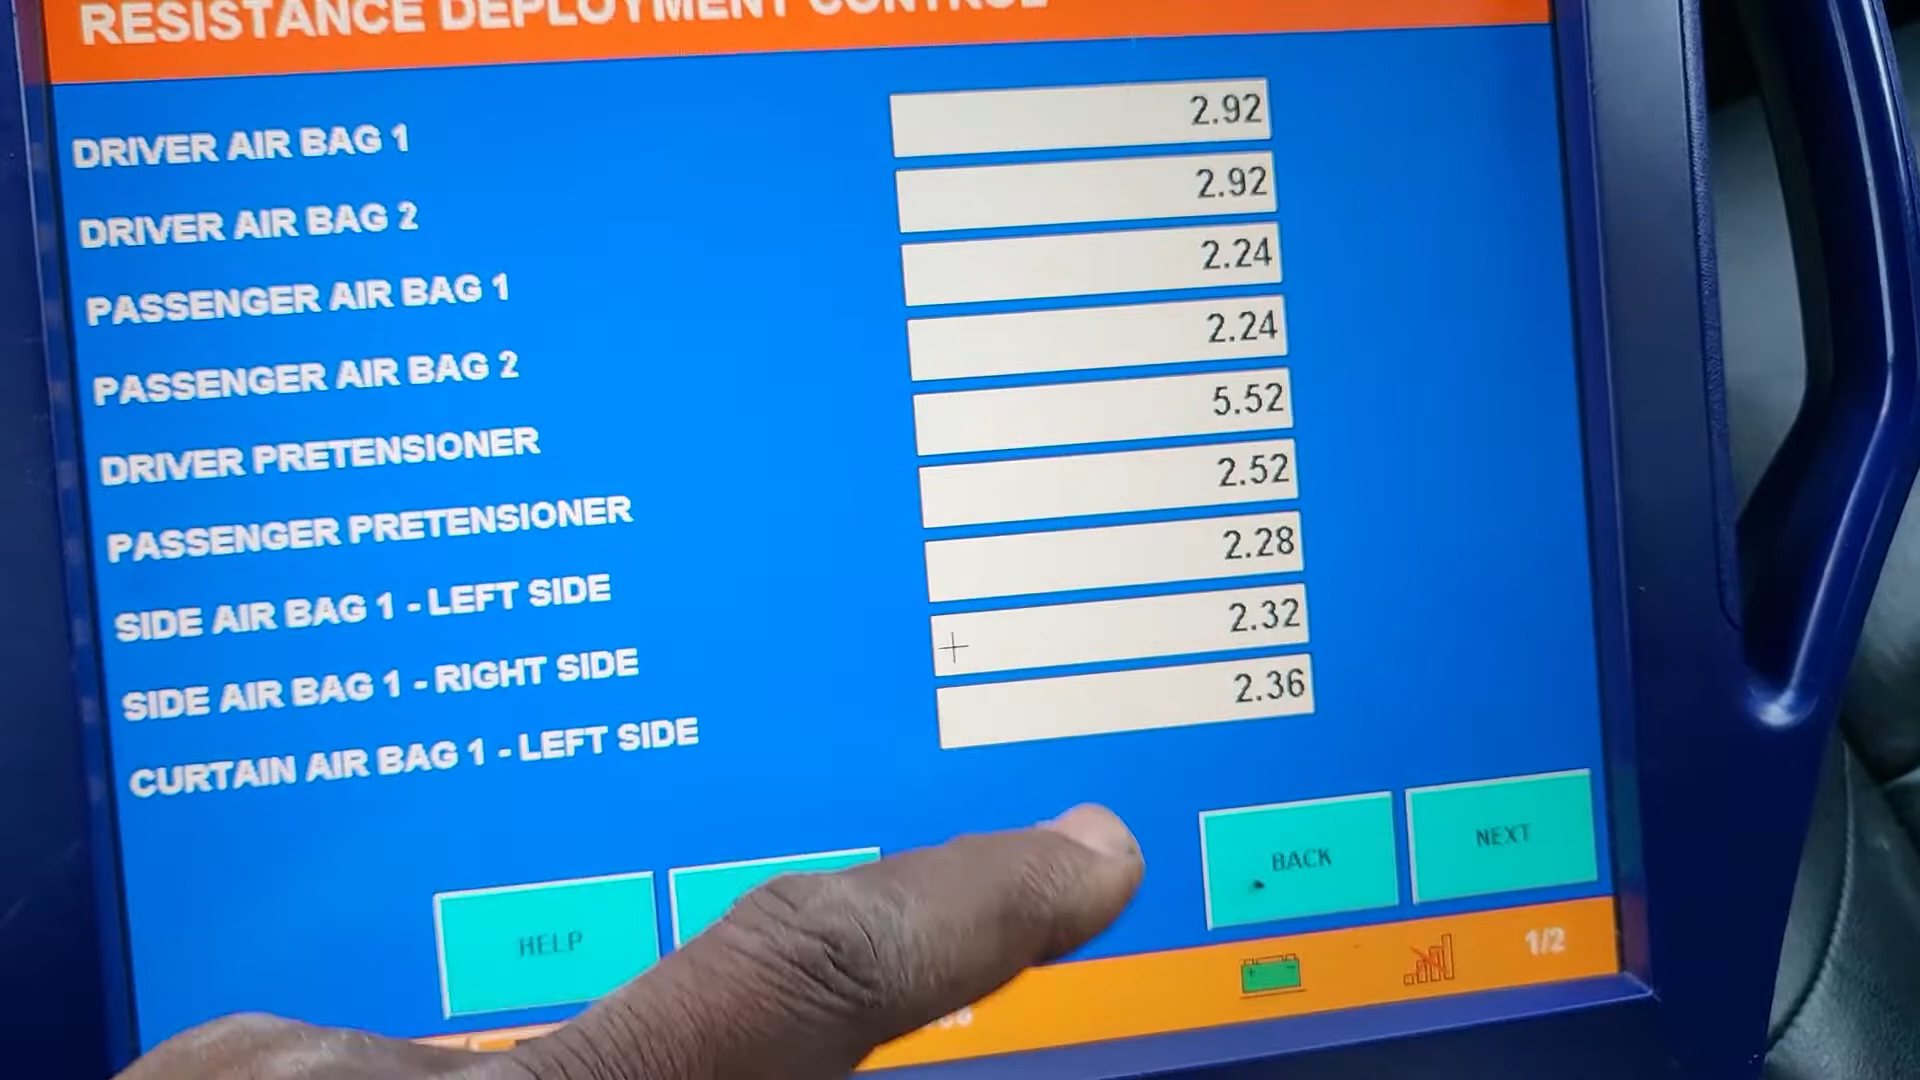 RESISTANCE DEPLOYMENT CONTROL
DRIVER AIR BAG 1 2.92
DRIVER AIR BAG 2 2.92
PASSENGER AIR BAG 1 2.24
PASSENGER AIR BAG 2 2.24
DRIVER PRETENSIONER 5.52
PASSENGER PRETENSIONER 2.52
SIDE AIR BAG 1 - LEFT SIDE 2.28
SIDE AIR BAG 1 - RIGHT SIDE 2.32
CURTAIN AIR BAG 1 - LEFT SIDE 2.36
HELP BACK NEXT
1/2